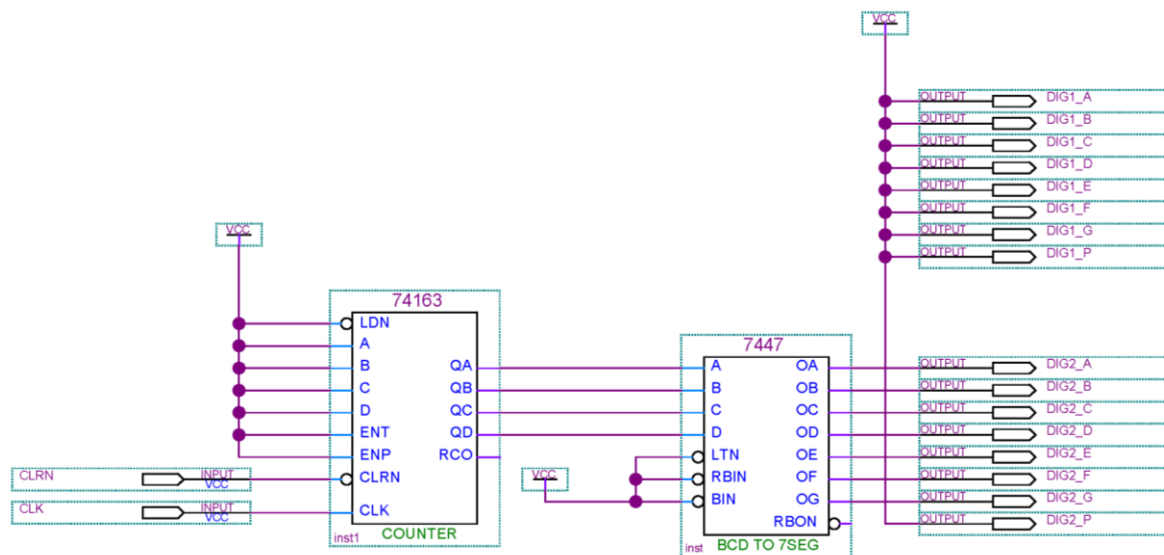 VCC
OUTPUT DIG1_A
OUTPUT DIG1_B
OUTPUT DIG1_C
OUTPUT DIG1_D
OUTPUT DIG1_E
OUTPUT DIG1_F
OUTPUT DIG1_G
OUTPUT DIG1_P
VCC
74163
LDN
A
B QA
C QB
D QC
ENT QD
ENP RCO
CLRN
CLK
inst1 COUNTER
CLRN INPUT
VCC
CLK INPUT
VCC
7447
A OA
B OB
C OC
D OD
LTN OE
RBIN OF
BIN OG
RBON
inst BCD TO 7SEG
VCC
OUTPUT DIG2_A
OUTPUT DIG2_B
OUTPUT DIG2_C
OUTPUT DIG2_D
OUTPUT DIG2_E
OUTPUT DIG2_F
OUTPUT DIG2_G
OUTPUT DIG2_P